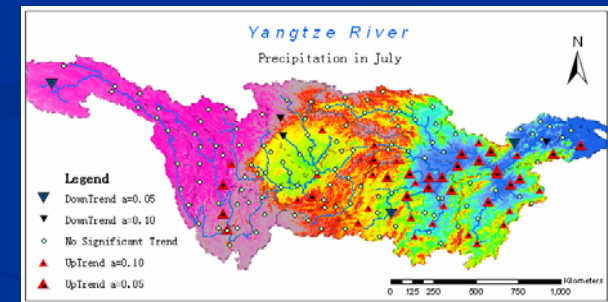 Yangtze River
Precipitation in July
N
Legend
DownTrend a=0.05
DownTrend a=0.10
No Significant Trend
UpTrend a=0.10
UpTrend a=0.05
Kilometers
0 125 250 500 750 1,000